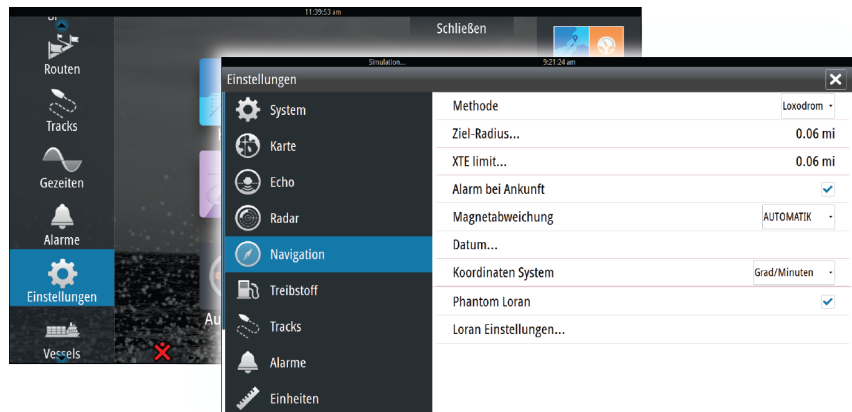 11:39:53 am
Schließen
Routen
Tracks
Gezeiten
Alarme
Einstellungen
Vessels
Au
Simulation...
9:21:24 am
Einstellungen
System
Karte
Echo
Radar
Navigation
Treibstoff
Tracks
Alarme
Einheiten
Methode
Loxodrom
Ziel-Radius...
0.06 mi
XTE limit...
0.06 mi
Alarm bei Ankunft
Magnetabweichung
AUTOMATIK
Datum...
Koordinaten System
Grad/Minuten
Phantom Loran
Loran Einstellungen...